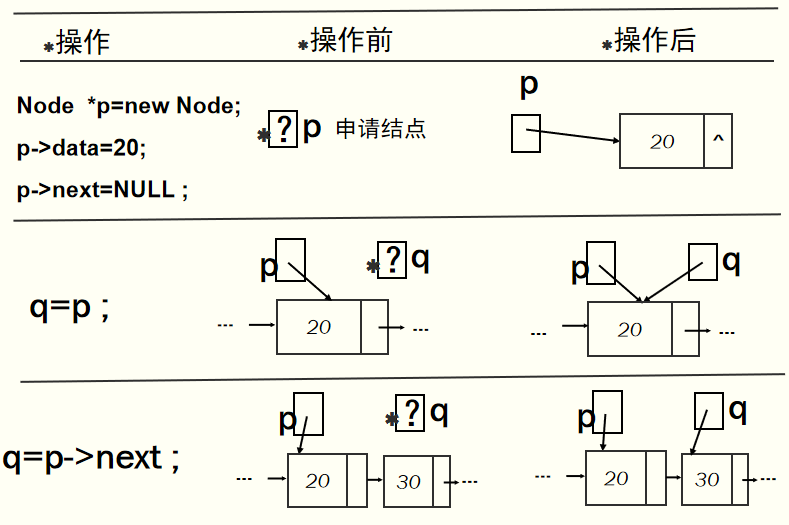 *操作 *操作前 *操作后
Node *p=new Node;
p->data=20;
p->next=NULL ;
*? p 申请结点
p
20 ^
q=p ;
p *? q
... 20 ...
p q
... 20 ...
q=p->next ;
p *? q
... 20 30 ...
p q
... 20 30 ...